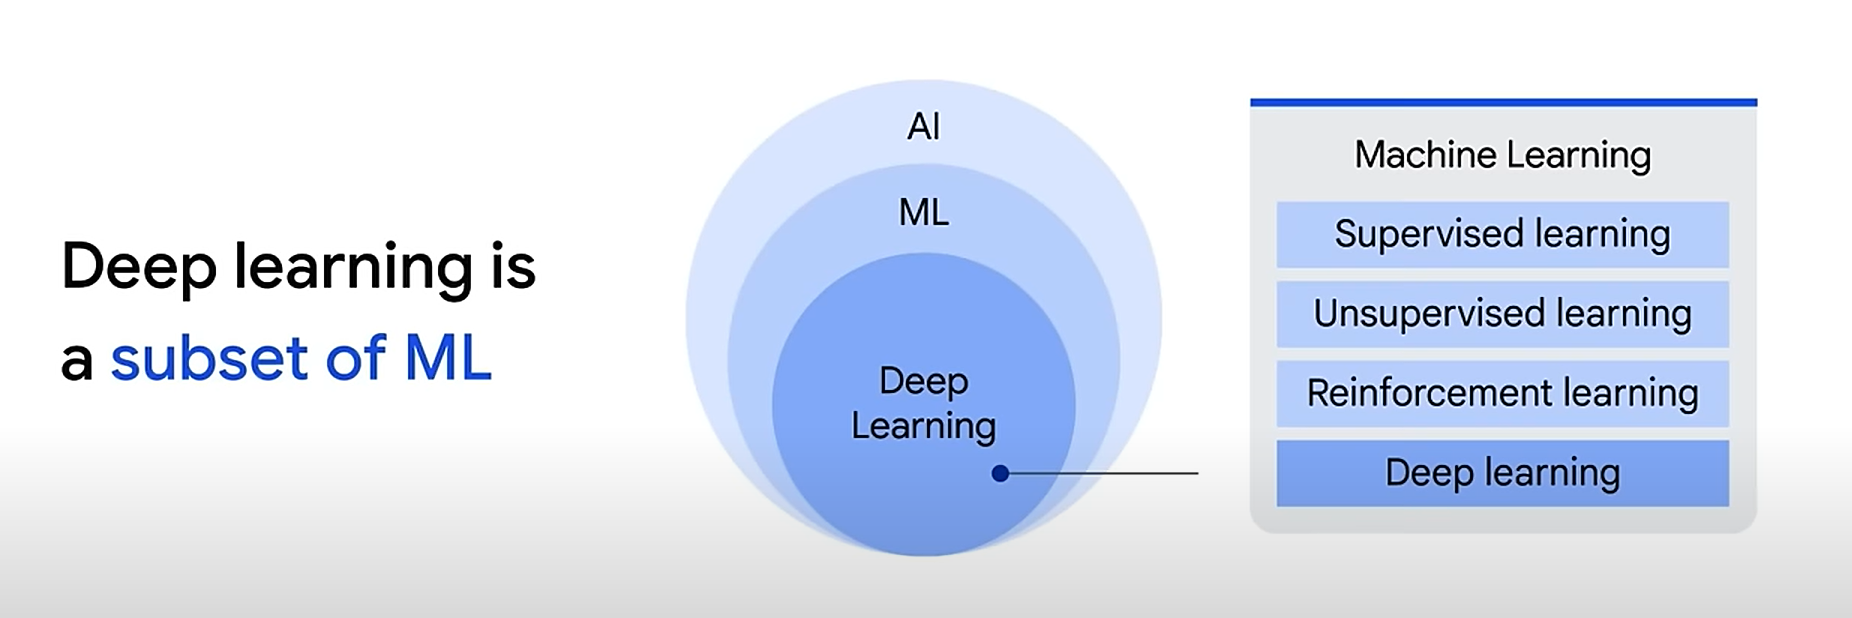 Deep learning is
a subset of ML
AI
ML
Deep
Learning
Machine Learning
Supervised learning
Unsupervised learning
Reinforcement learning
Deep learning